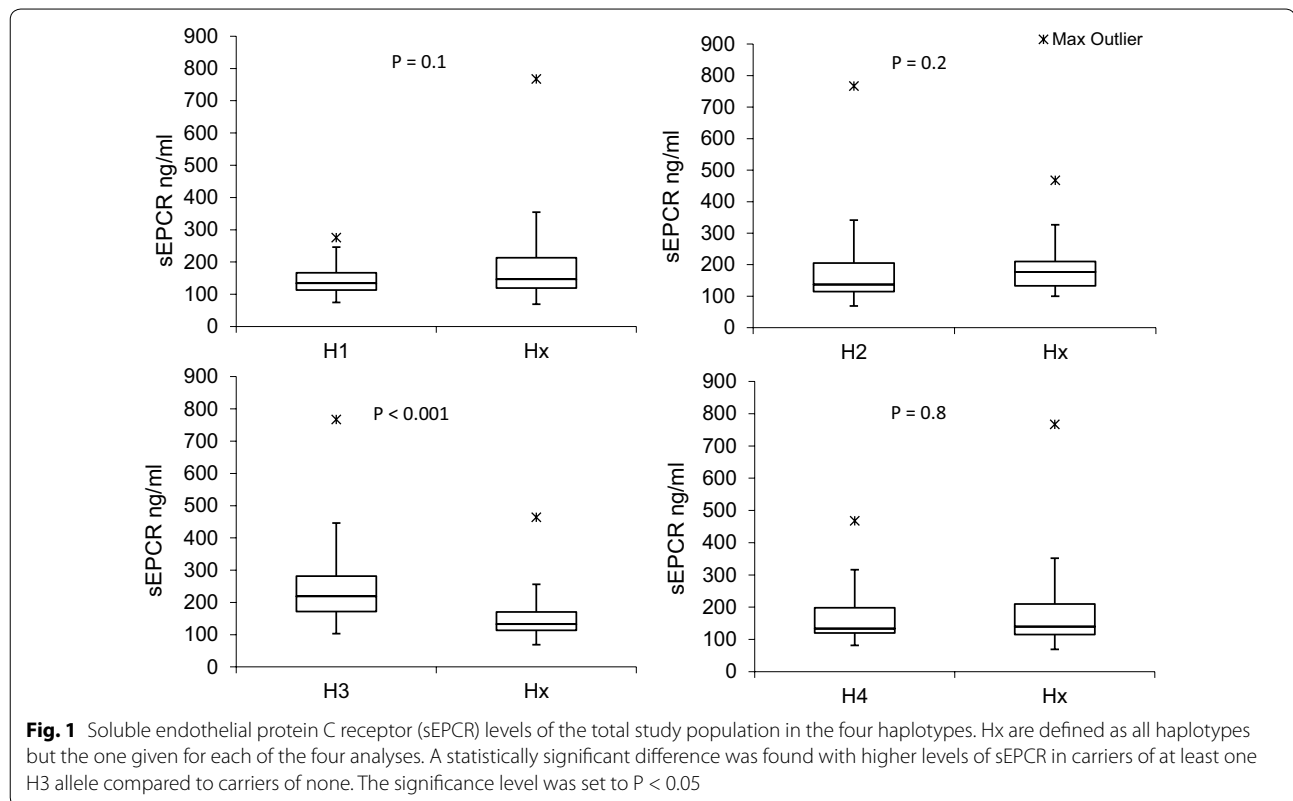 900
800
700
600
500
400
300
200
100
0
sEPCR ng/ml
P = 0.1
H1 Hx
900
800
700
600
500
400
300
200
100
0
sEPCR ng/ml
P = 0.2
Max Outlier
H2 Hx
900
800
700
600
500
400
300
200
100
0
sEPCR ng/ml
P < 0.001
H3 Hx
900
800
700
600
500
400
300
200
100
0
sEPCR ng/ml
P = 0.8
H4 Hx
Fig. 1 Soluble endothelial protein C receptor (sEPCR) levels of the total study population in the four haplotypes. Hx are defined as all haplotypes
but the one given for each of the four analyses. A statistically significant difference was found with higher levels of sEPCR in carriers of at least one
H3 allele compared to carriers of none. The significance level was set to P < 0.05